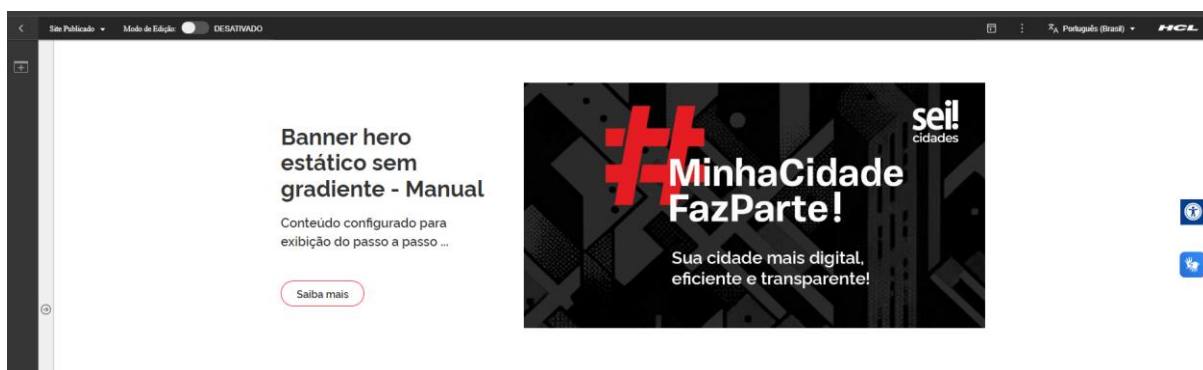 Site Publicado
Modo de Edição:
DESATIVADO
Português (Brasil)
HCL
Banner hero
estático sem
gradiente - Manual
Conteúdo configurado para
exibição do passo a passo ...
Saiba mais
sei!
cidades
#MinhaCidade
FazParte!
Sua cidade mais digital,
eficiente e transparente!